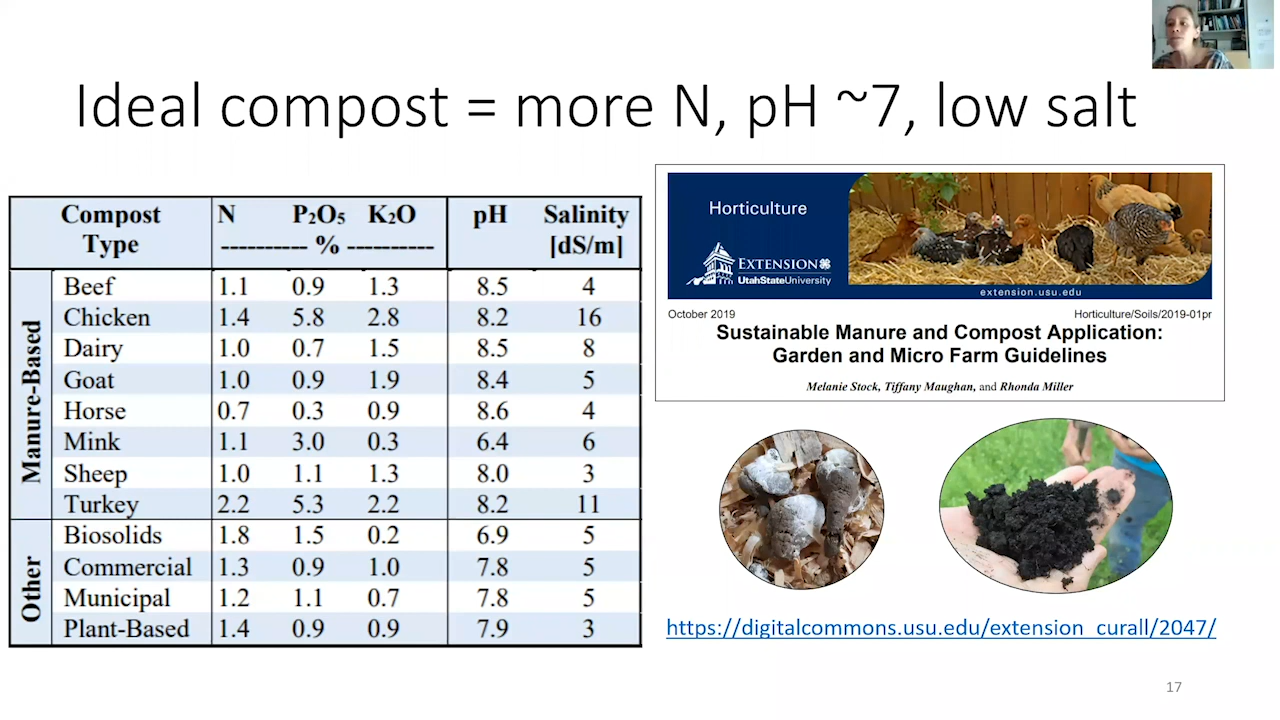 Ideal compost = more N, pH ~7, low salt
Compost Type N P₂O₅ K₂O pH Salinity
---------- % ---------- [dS/m]
Manure-Based
Beef 1.1 0.9 1.3 8.5 4
Chicken 1.4 5.8 2.8 8.2 16
Dairy 1.0 0.7 1.5 8.5 8
Goat 1.0 0.9 1.9 8.4 5
Horse 0.7 0.3 0.9 8.6 4
Mink 1.1 3.0 0.3 6.4 6
Sheep 1.0 1.1 1.3 8.0 3
Turkey 2.2 5.3 2.2 8.2 11
Other
Biosolids 1.8 1.5 0.2 6.9 5
Commercial 1.3 0.9 1.0 7.8 5
Municipal 1.2 1.1 0.7 7.8 5
Plant-Based 1.4 0.9 0.9 7.9 3
Horticulture
EXTENSION
UtahStateUniversity
extension.usu.edu
October 2019 Horticulture/Soils/2019-01pr
Sustainable Manure and Compost Application:
Garden and Micro Farm Guidelines
Melanie Stock, Tiffany Maughan, and Rhonda Miller
https://digitalcommons.usu.edu/extension_curall/2047/
17